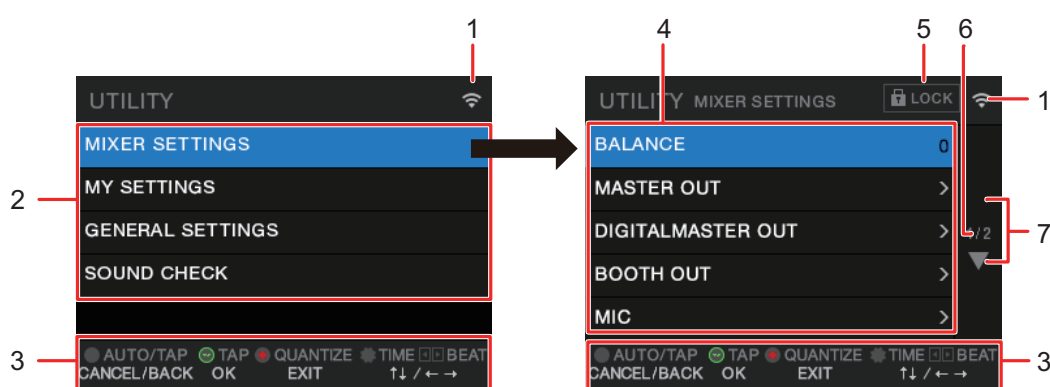 1 4 5 6
UTILITY
UTILITY MIXER SETTINGS LOCK 1
2
MIXER SETTINGS
MY SETTINGS
GENERAL SETTINGS
SOUND CHECK
BALANCE 0
MASTER OUT >
DIGITALMASTER OUT >
BOOTH OUT >
MIC >
1/2
7
3
AUTO/TAP TAP QUANTIZE TIME BEAT
CANCEL/BACK OK EXIT ↑↓/←→
AUTO/TAP TAP QUANTIZE TIME BEAT
CANCEL/BACK OK EXIT ↑↓/←→
3